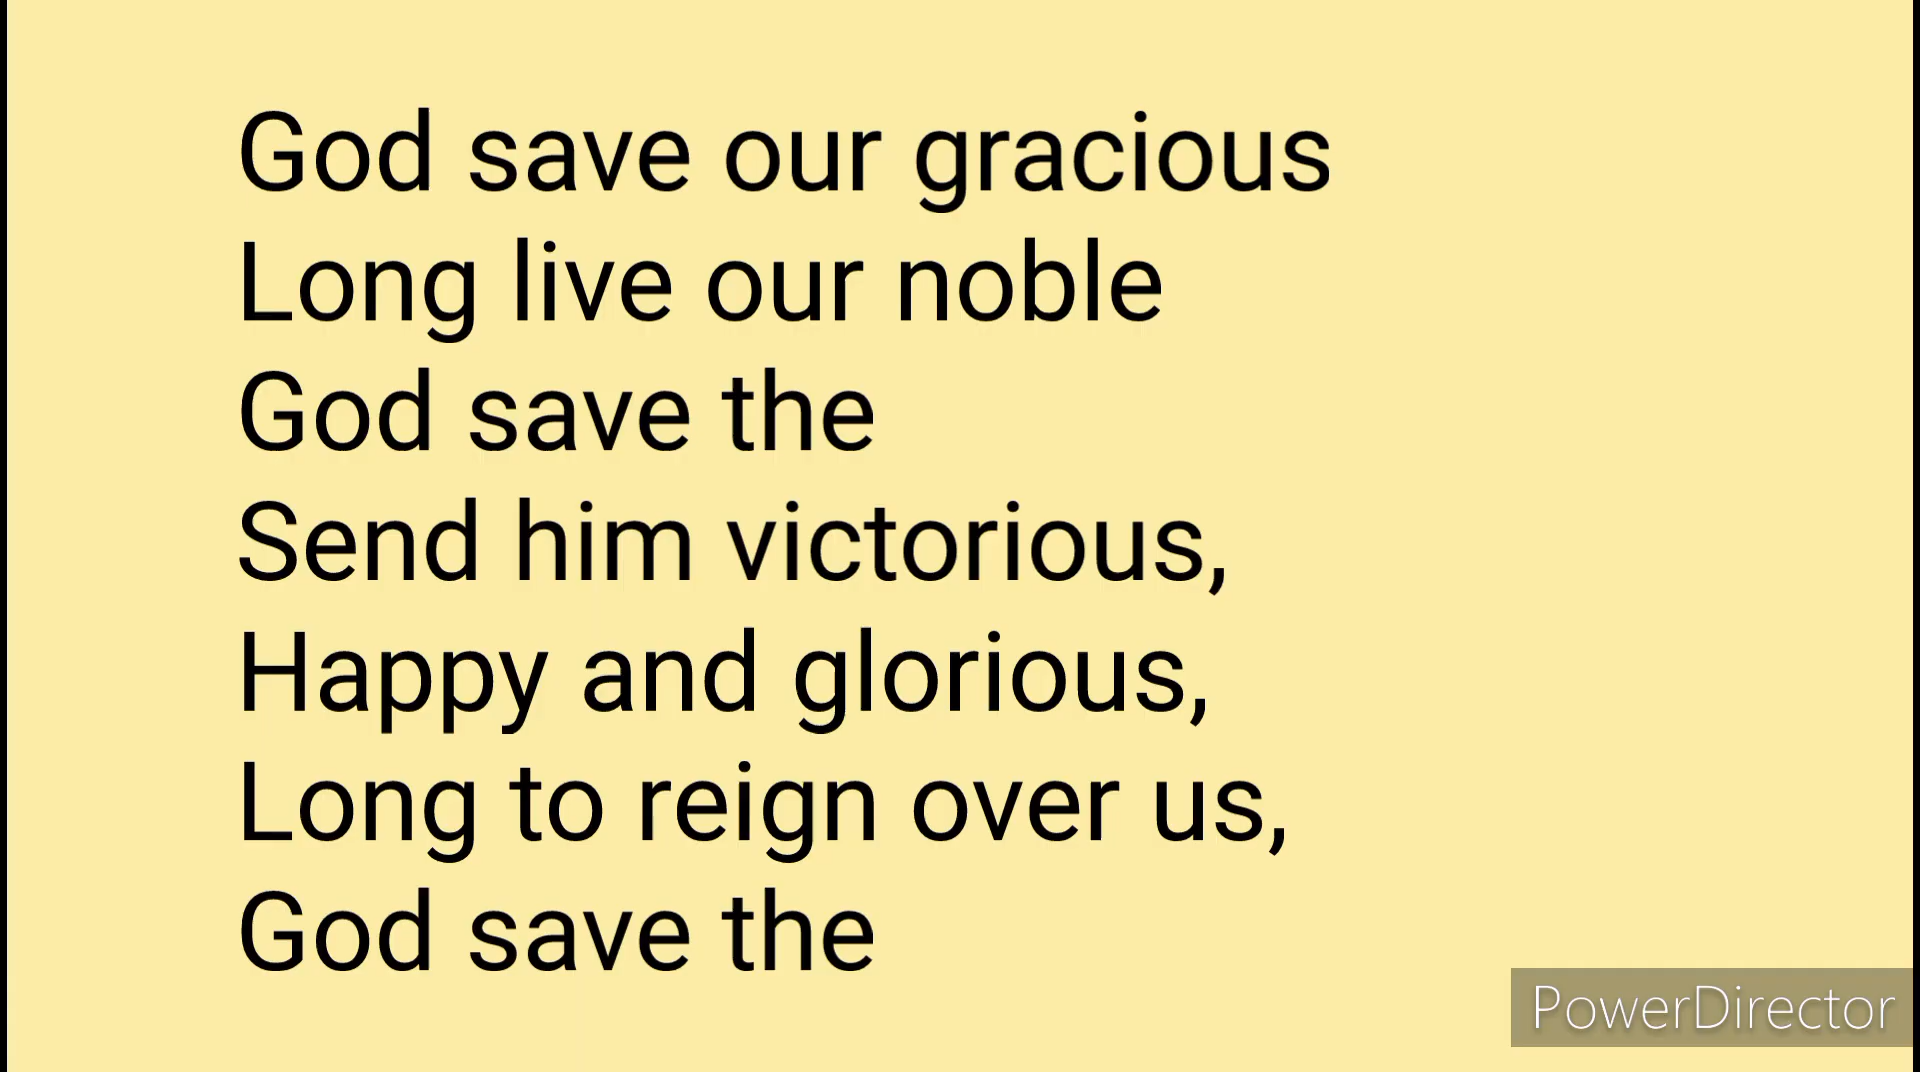 God save our gracious
Long live our noble
God save the
Send him victorious,
Happy and glorious,
Long to reign over us,
God save the
PowerDirector